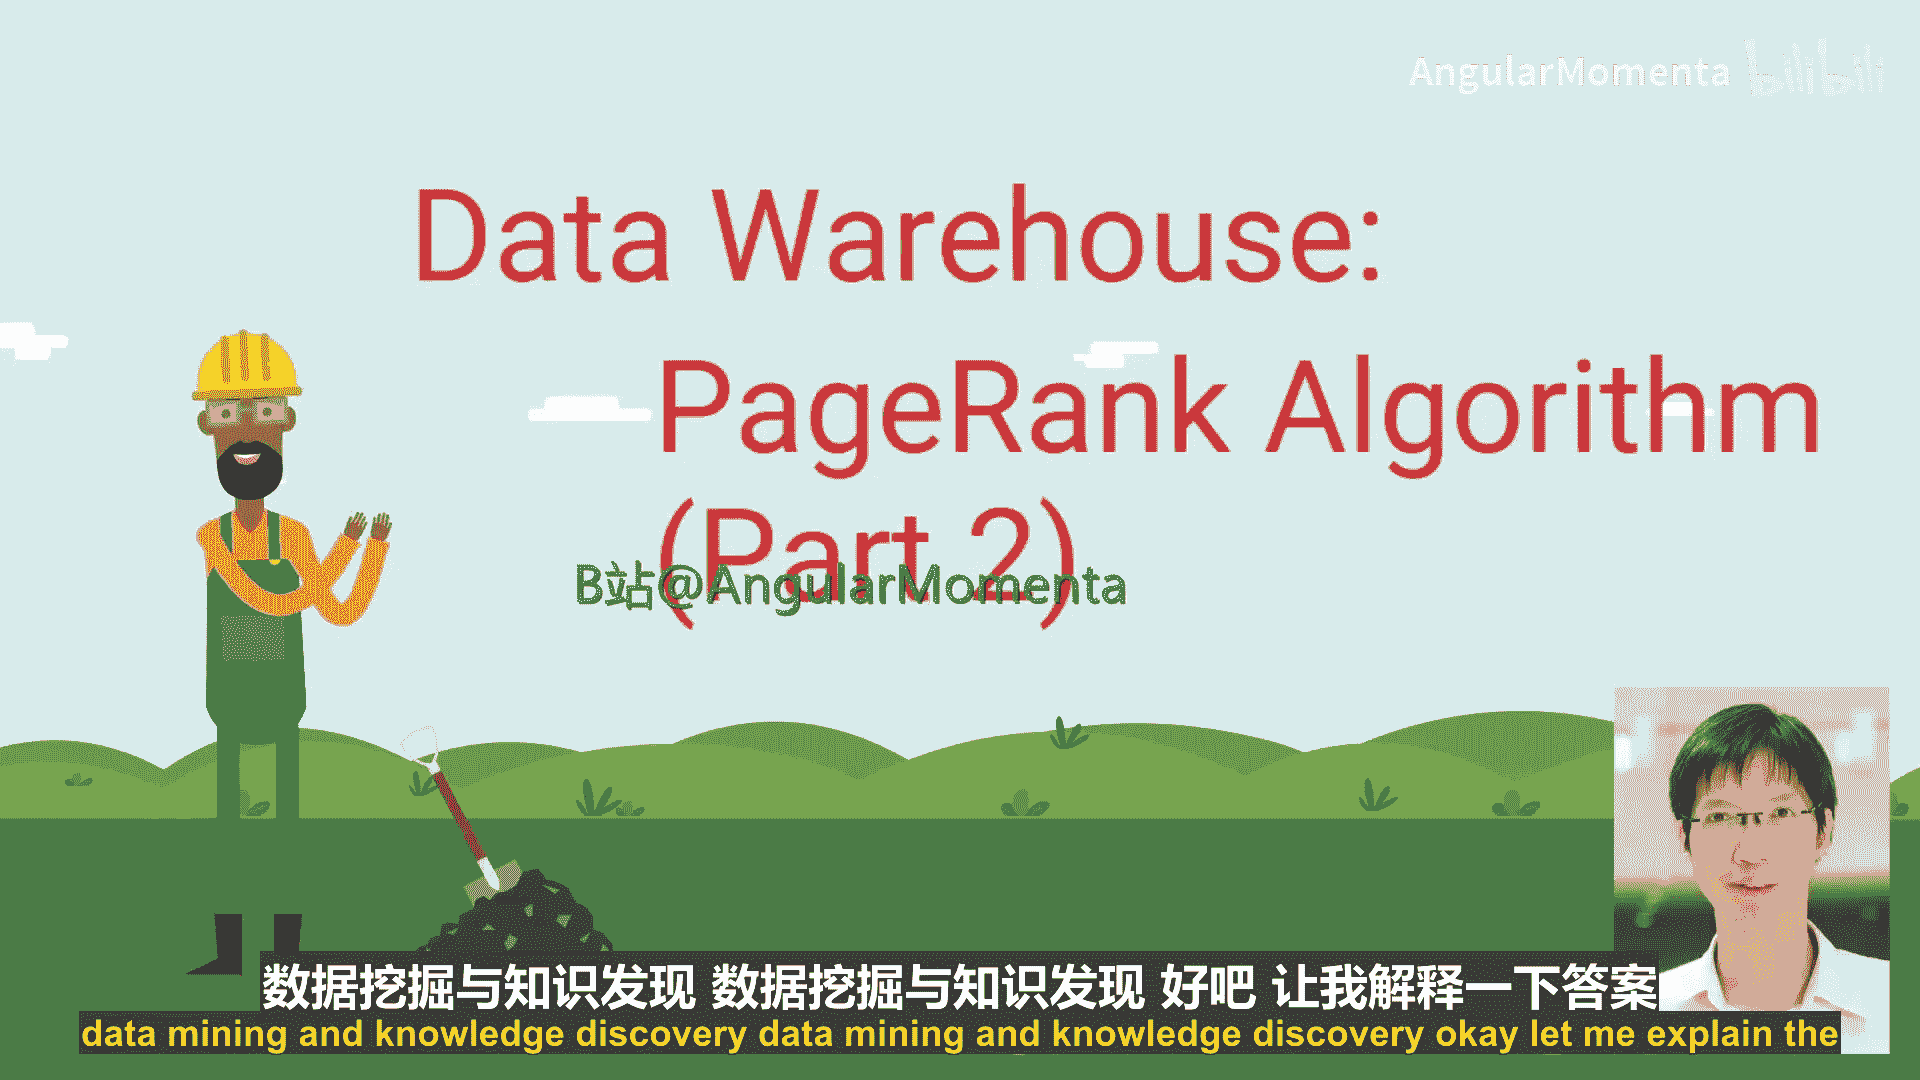 AngularMomenta bilibili
Data Warehouse:
PageRank Algorithm
(Part 2)
B站@AngularMomenta
数据挖掘与知识发现 数据挖掘与知识发现 好吧 让我解释一下答案
data mining and knowledge discovery data mining and knowledge discovery okay let me explain the